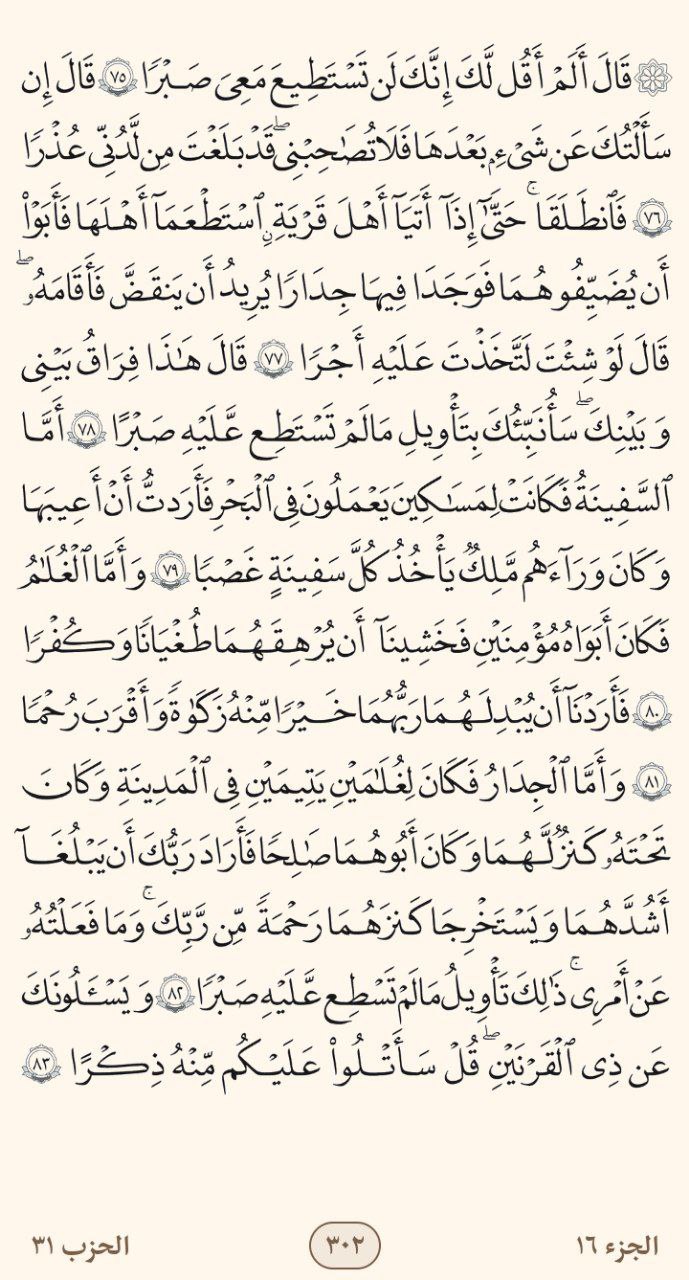 ۞ قَالَ أَلَمْ أَقُل لَّكَ إِنَّكَ لَن تَسْتَطِيعَ مَعِىَ صَبْرًا ٧٥ قَالَ إِن
سَأَلْتُكَ عَن شَىْءٍۭ بَعْدَهَا فَلَا تُصَـٰحِبْنِى ۖ قَدْ بَلَغْتَ مِن لَّدُنِّى عُذْرًا
٧٦ فَٱنطَلَقَا ۚ حَتَّىٰٓ إِذَآ أَتَيَآ أَهْلَ قَرْيَةٍ ٱسْتَطْعَمَآ أَهْلَهَا فَأَبَوْا۟
أَن يُضَيِّفُوهُمَا فَوَجَدَا فِيهَا جِدَارًا يُرِيدُ أَن يَنقَضَّ فَأَقَامَهُۥ ۖ
قَالَ لَوْ شِئْتَ لَتَّخَذْتَ عَلَيْهِ أَجْرًا ٧٧ قَالَ هَـٰذَا فِرَاقُ بَيْنِى
وَبَيْنِكَ ۖ سَأُنَبِّئُكَ بِتَأْوِيلِ مَا لَمْ تَسْتَطِع عَّلَيْهِ صَبْرًا ٧٨ أَمَّا
ٱلسَّفِينَةُ فَكَانَتْ لِمَسَـٰكِينَ يَعْمَلُونَ فِى ٱلْبَحْرِ فَأَرَدتُّ أَنْ أَعِيبَهَا
وَكَانَ وَرَآءَهُم مَّلِكٌ يَأْخُذُ كُلَّ سَفِينَةٍ غَصْبًا ٧٩ وَأَمَّا ٱلْغُلَـٰمُ
فَكَانَ أَبَوَاهُ مُؤْمِنَيْنِ فَخَشِينَآ أَن يُرْهِقَهُمَا طُغْيَـٰنًا وَكُفْرًا
٨٠ فَأَرَدْنَآ أَن يُبْدِلَهُمَا رَبُّهُمَا خَيْرًا مِّنْهُ زَكَوٰةً وَأَقْرَبَ رُحْمًا
٨١ وَأَمَّا ٱلْجِدَارُ فَكَانَ لِغُلَـٰمَيْنِ يَتِيمَيْنِ فِى ٱلْمَدِينَةِ وَكَانَ
تَحْتَهُۥ كَنزٌ لَّهُمَا وَكَانَ أَبُوهُمَا صَـٰلِحًا فَأَرَادَ رَبُّكَ أَن يَبْلُغَآ
أَشُدَّهُمَا وَيَسْتَخْرِجَا كَنزَهُمَا رَحْمَةً مِّن رَّبِّكَ ۚ وَمَا فَعَلْتُهُۥ
عَنْ أَمْرِى ۚ ذَٰلِكَ تَأْوِيلُ مَا لَمْ تَسْطِع عَّلَيْهِ صَبْرًا ٨٢ وَيَسْـَٔلُونَكَ
عَن ذِى ٱلْقَرْنَيْنِ ۖ قُلْ سَأَتْلُوا۟ عَلَيْكُم مِّنْهُ ذِكْرًا ٨٣
الجزء ١٦
٣٠٢
الحزب ٣١